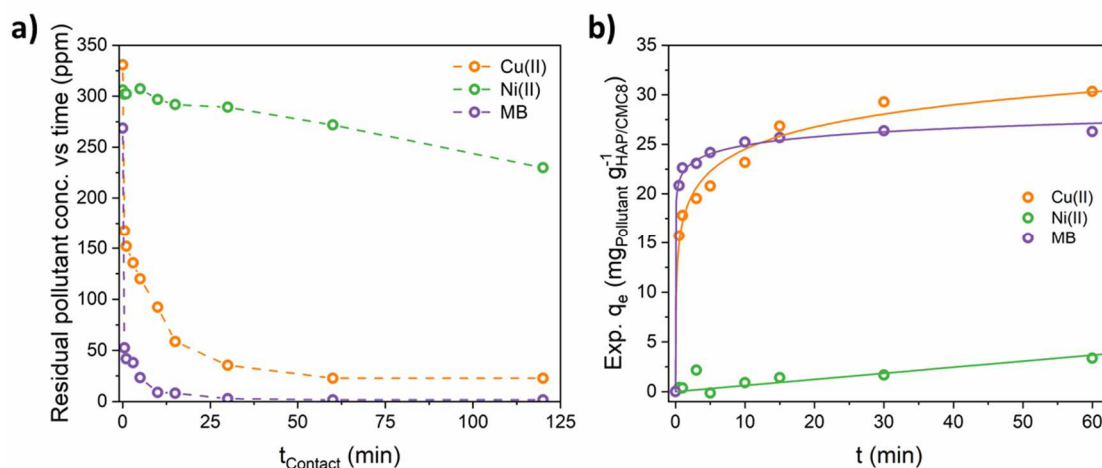 a)
Residual pollutant conc. vs time (ppm)
350
300
250
200
150
100
50
0
Cu(II)
Ni(II)
MB
0
25
50
75
100
125
t_Contact (min)
b)
Exp. q_e (mg_Pollutant g^-1_HAP/CMC8)
35
30
25
20
15
10
5
0
Cu(II)
Ni(II)
MB
0
10
20
30
40
50
60
t (min)